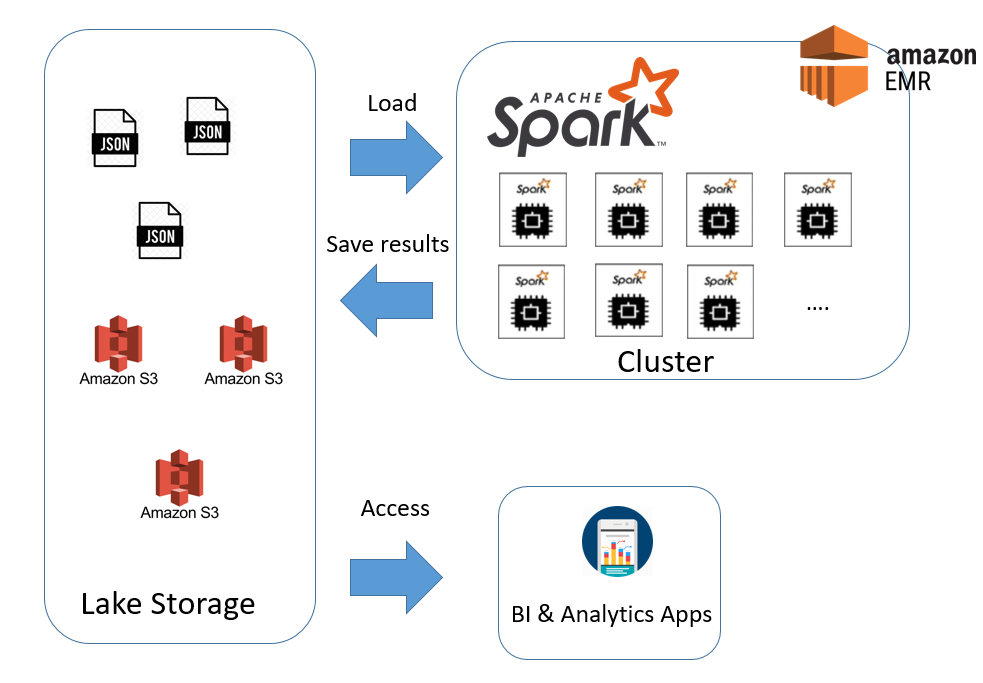 JSON
JSON
JSON
Amazon S3
Amazon S3
Amazon S3
Lake Storage
Load
Save results
Access
APACHE
Spark™
amazon
EMR
Spark
Spark
Spark
Spark
Spark
Spark
Spark
....
Cluster
BI & Analytics Apps